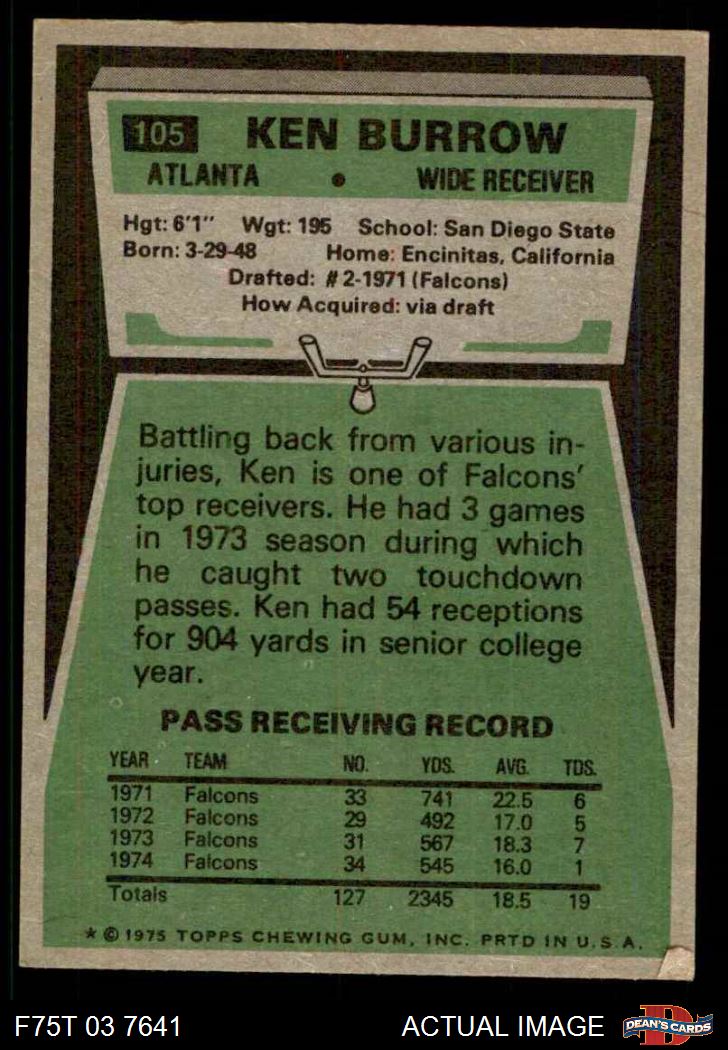 105 KEN BURROW
ATLANTA • WIDE RECEIVER
Hgt: 6'1" Wgt: 195 School: San Diego State
Born: 3-29-48 Home: Encinitas, California
Drafted: #2-1971 (Falcons)
How Acquired: via draft
Battling back from various in-
juries, Ken is one of Falcons'
top receivers. He had 3 games
in 1973 season during which
he caught two touchdown
passes. Ken had 54 receptions
for 904 yards in senior college
year.
PASS RECEIVING RECORD
YEAR TEAM NO. YDS. AVG. TDS.
1971 Falcons 33 741 22.5 6
1972 Falcons 29 492 17.0 5
1973 Falcons 31 567 18.3 7
1974 Falcons 34 545 16.0 1
Totals 127 2345 18.5 19
* © 1975 TOPPS CHEWING GUM, INC. PRTD IN U.S.A.
F75T 03 7641 ACTUAL IMAGE DEAN'S CARDS